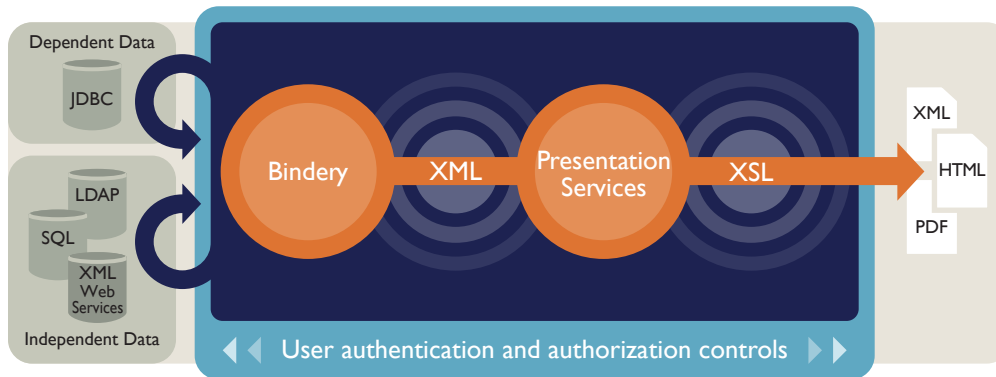 Dependent Data
JDBC
LDAP
SQL
XML
Web
Services
Independent Data
Bindery
XML
Presentation
Services
XSL
XML
HTML
PDF
User authentication and authorization controls